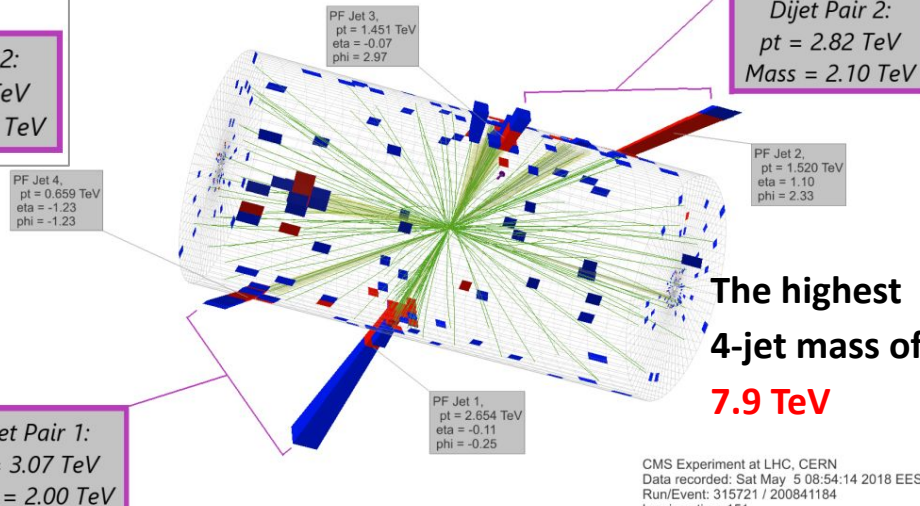 PF Jet 3,
pt = 1.451 TeV
eta = -0.07
phi = 2.97
Dijet Pair 2:
pt = 2.82 TeV
Mass = 2.10 TeV
2:
TeV
PF Jet 4,
pt = 0.659 TeV
eta = -1.23
phi = -1.23
PF Jet 2,
pt = 1.520 TeV
eta = 1.10
phi = 2.33
The highest
4-jet mass of
7.9 TeV
PF Jet 1,
pt = 2.654 TeV
eta = -0.11
phi = -0.25
et Pair 1:
= 3.07 TeV
= 2.00 TeV
CMS Experiment at LHC, CERN
Data recorded: Sat May 5 08:54:14 2018 EES
Run/Event: 315721 / 200841184